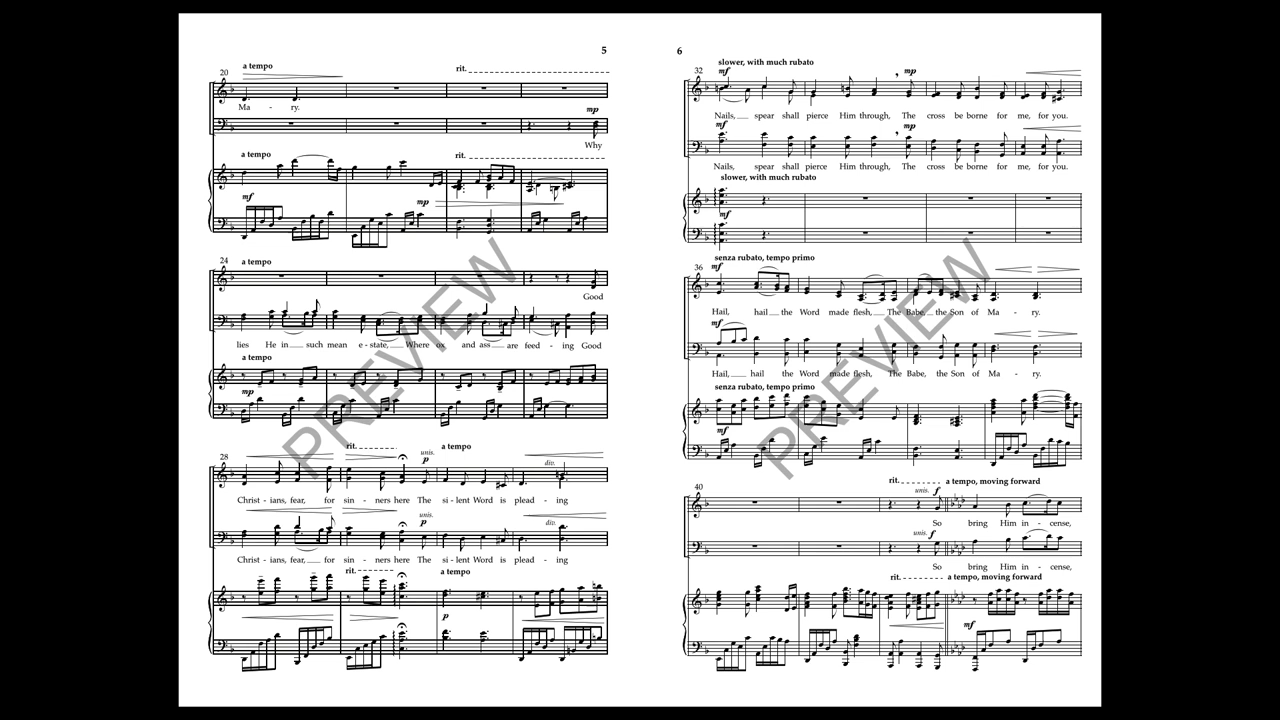 5
20
a tempo
rit.
Ma - ry.
mp
Why
a tempo
rit.
mf
mp
24
a tempo
Good
lies He in such mean e - state, Where ox and ass are feed - ing Good
a tempo
mp
28
rit.
a tempo
unis.
p
div.
Christ - ians, fear, for sin - ners here The si - lent Word is plead - ing
unis.
p
div.
Christ - ians, fear, for sin - ners here The si - lent Word is plead - ing
rit.
a tempo
p
PREVIEW
6
slower, with much rubato
32
mf
mp
Nails, spear shall pierce Him through, The cross be borne for me, for you.
mf
mp
Nails, spear shall pierce Him through, The cross be borne for me, for you.
slower, with much rubato
mf
senza rubato, tempo primo
36
mf
Hail, hail the Word made flesh, The Babe, the Son of Ma - ry.
mf
Hail, hail the Word made flesh, The Babe, the Son of Ma - ry.
senza rubato, tempo primo
mf
40
rit.
a tempo, moving forward
unis. f
So bring Him in - cense,
unis. f
So bring Him in - cense,
rit.
a tempo, moving forward
mf
PREVIEW